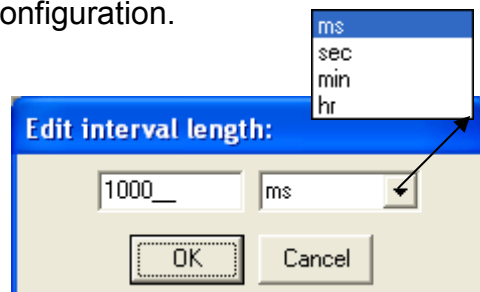 onfiguration.
ms
sec
min
hr
Edit interval length:
1000__ ms
OK Cancel